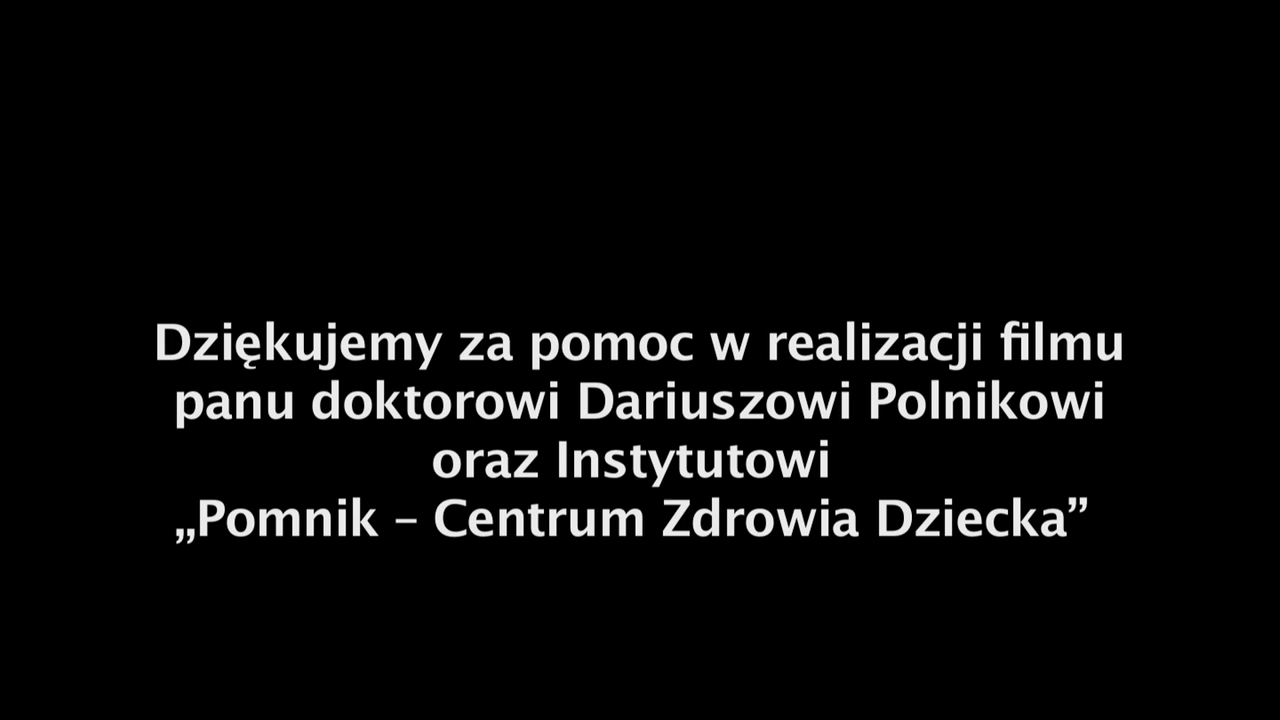 Dziękujemy za pomoc w realizacji filmu
panu doktorowi Dariuszowi Polnikowi
oraz Instytutowi
„Pomnik – Centrum Zdrowia Dziecka”